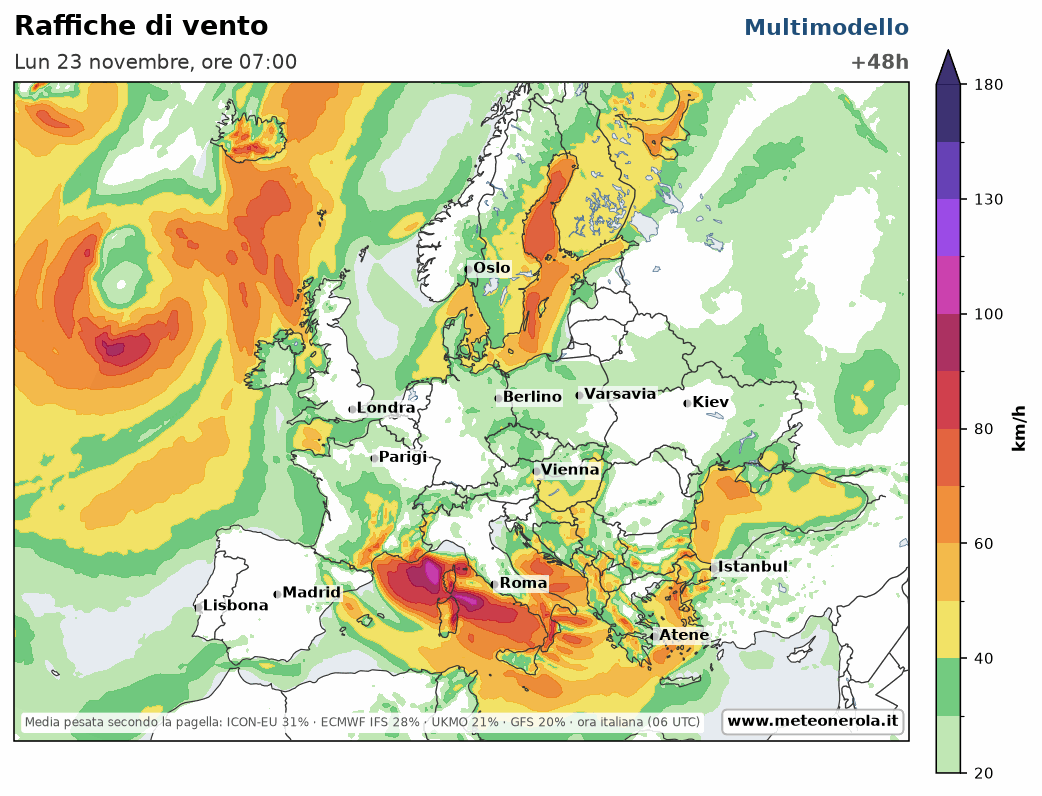 Raffiche di vento
Multimodello
Lun 23 novembre, ore 07:00
+48h
180
130
100
80
60
40
20
km/h
Oslo
Londra
Berlino
Varsavia
Kiev
Parigi
Vienna
Istanbul
Roma
Madrid
Lisbona
Atene
Media pesata secondo la pagella: ICON-EU 31% · ECMWF IFS 28% · UKMO 21% · GFS 20% · ora italiana (06 UTC)
www.meteonerola.it